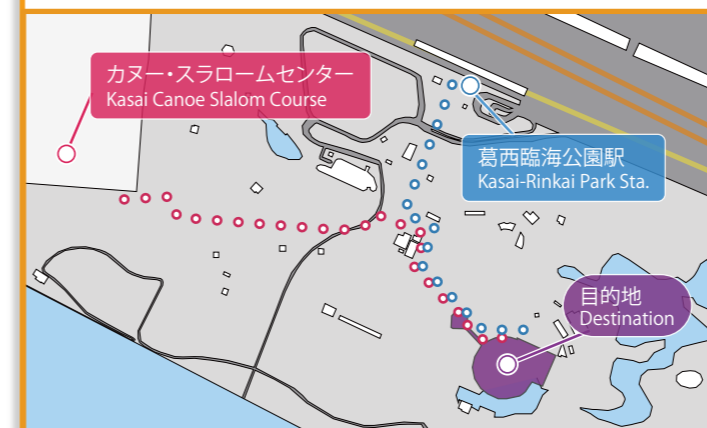 カヌー・スラロームセンター
Kasai Canoe Slalom Course
葛西臨海公園駅
Kasai-Rinkai Park Sta.
目的地
Destination